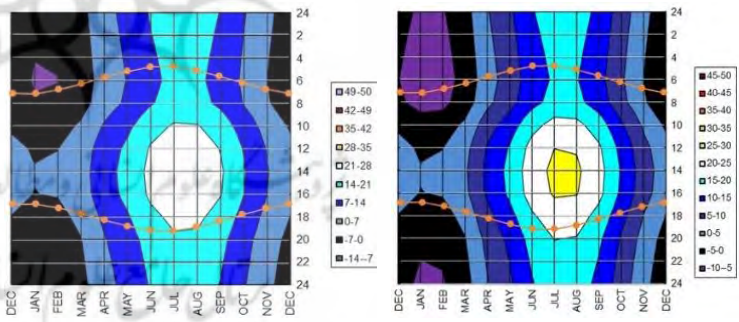 24
2
4
6
8
10
12
14
16
18
20
22
24
DEC
JAN
FEB
MAR
APR
MAY
JUN
JUL
AUG
SEP
OCT
NOV
DEC
49-50
42-49
35-42
28-35
21-28
14-21
7-14
0-7
-7-0
-14--7
24
2
4
6
8
10
12
14
16
18
20
22
24
DEC
JAN
FEB
MAR
APR
MAY
JUN
JUL
AUG
SEP
OCT
NOV
DEC
45-50
40-45
35-40
30-35
25-30
20-25
15-20
10-15
5-10
0-5
-5-0
-10--5